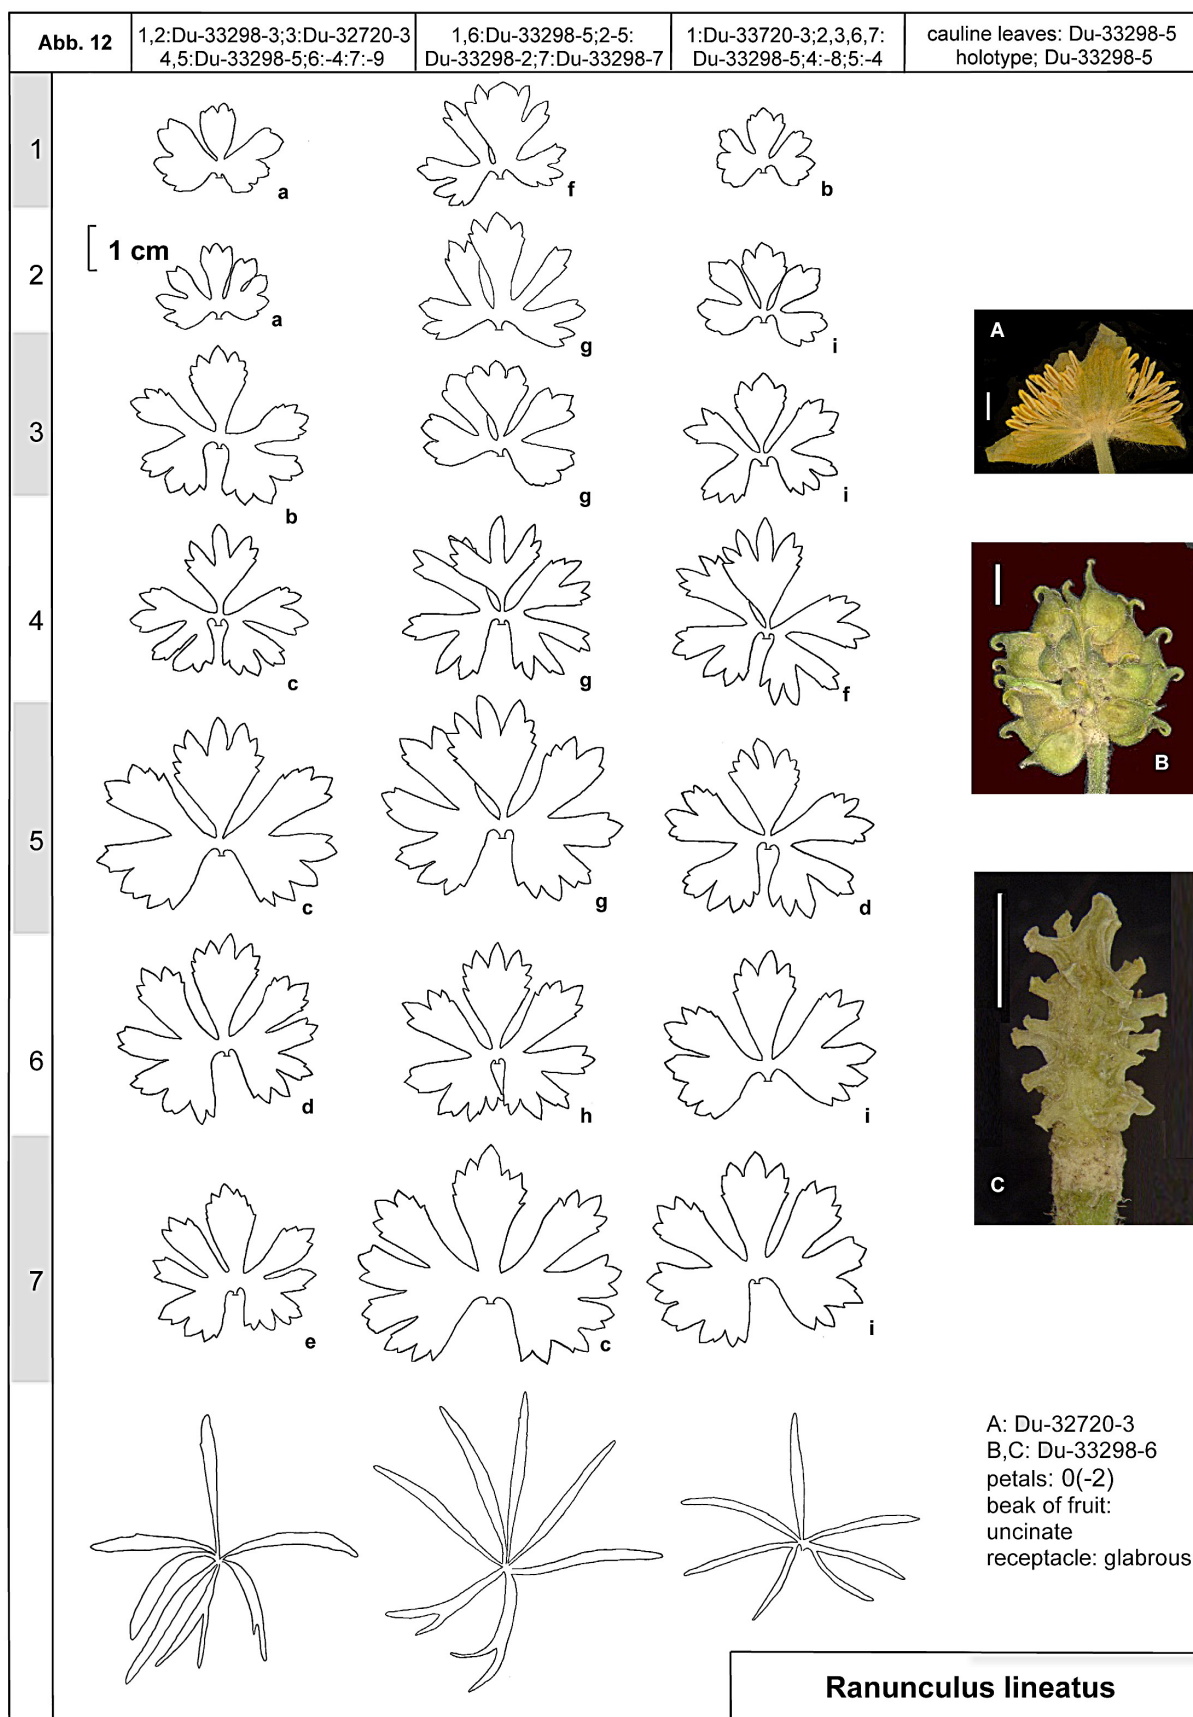 Abb. 12
1,2:Du-33298-3;3:Du-32720-3
4,5:Du-33298-5;6:-4:7:-9
1,6:Du-33298-5;2-5:
Du-33298-2;7:Du-33298-7
1:Du-33720-3;2,3,6,7:
Du-33298-5;4:-8;5:-4
cauline leaves: Du-33298-5
holotype; Du-33298-5
1
a
f
b
1 cm
2
a
g
i
A
3
b
g
i
4
c
g
f
B
5
c
g
d
6
d
h
i
C
7
e
c
i
A: Du-32720-3
B,C: Du-33298-6
petals: 0(-2)
beak of fruit:
uncinate
receptacle: glabrous
Ranunculus lineatus